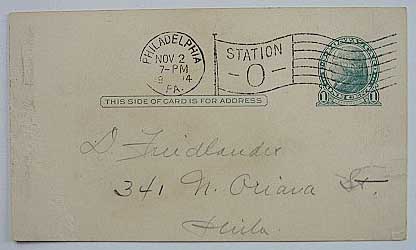 PHILADELPHIA
NOV 2
7-PM
PA.
STATION
-O-
1 1
THIS SIDE OF CARD IS FOR ADDRESS
D. Friedlander
341 N. Oriana St.
Phila.